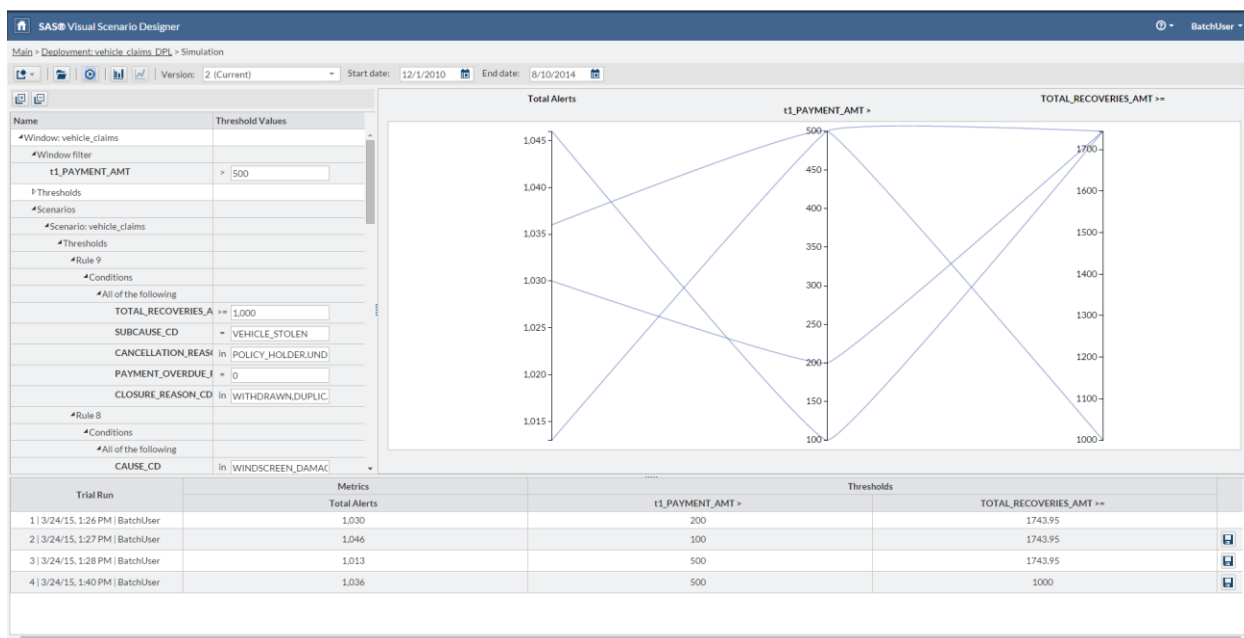 SAS® Visual Scenario Designer
BatchUser
Main > Deployment: vehicle_claims_DPL > Simulation
Version: 2 (Current) Start date: 12/1/2010 End date: 8/10/2014
Name Threshold Values
Window: vehicle_claims
Window filter
t1_PAYMENT_AMT > 500
Thresholds
Scenarios
Scenario: vehicle_claims
Thresholds
Rule 9
Conditions
All of the following
TOTAL_RECOVERIES_A >= 1,000
SUBCAUSE_CD = VEHICLE_STOLEN
CANCELLATION_REAS in POLICY_HOLDER,UND
PAYMENT_OVERDUE_ = 0
CLOSURE_REASON_CD in WITHDRAWN,DUPLIC
Rule 8
Conditions
All of the following
CAUSE_CD in WINDSCREEN_DAMAG
Total Alerts
t1_PAYMENT_AMT >
TOTAL_RECOVERIES_AMT >=
1,045
1,040
1,035
1,030
1,025
1,020
1,015
500
450
400
350
300
250
200
150
100
1700
1600
1500
1400
1300
1200
1100
1000
Trial Run Metrics Thresholds
Total Alerts t1_PAYMENT_AMT > TOTAL_RECOVERIES_AMT >=
1 | 3/24/15, 1:26 PM | BatchUser 1,030 200 1743.95
2 | 3/24/15, 1:27 PM | BatchUser 1,046 100 1743.95
3 | 3/24/15, 1:28 PM | BatchUser 1,013 500 1743.95
4 | 3/24/15, 1:40 PM | BatchUser 1,036 500 1000